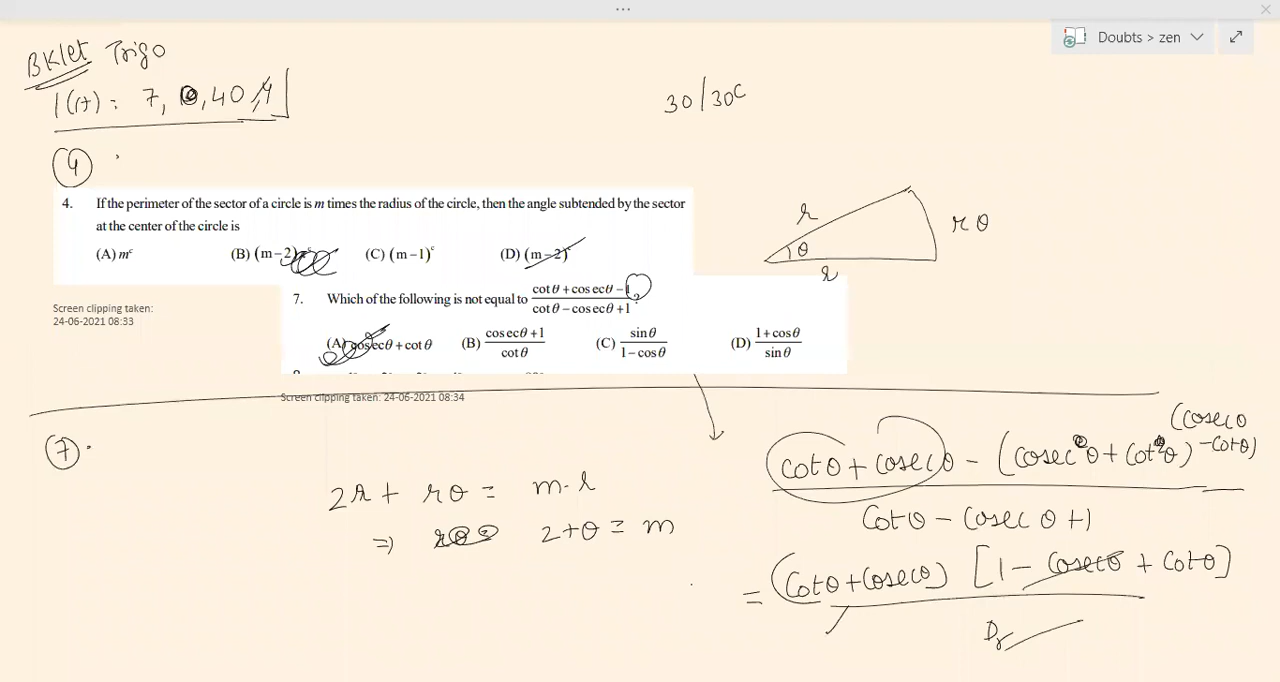 Doubts > zen
BKlet Trigo
30/30C
4
4. If the perimeter of the sector of a circle is m times the radius of the circle, then the angle subtended by the sector
at the center of the circle is
(A) mᶜ (B) (m−2) (C) (m−1)ᶜ (D) (m−2)ᶜ
r
θ
r
rθ
Screen clipping taken:
24-06-2021 08:33
7. Which of the following is not equal to (cotθ + cosecθ −1)/(cotθ − cosecθ +1) ?
(A) cosecθ + cotθ (B) (cosecθ +1)/cotθ (C) sinθ/(1−cosθ) (D) (1+cosθ)/sinθ
Screen clipping taken: 24-06-2021 08:34
7.
2r + rθ = m·r
⇒ 2+θ = m
(cosecθ
cotθ + cosecθ − (cosec²θ + cot²θ) −cotθ)
cotθ − cosecθ +1
= (cotθ + cosecθ) [1 − cosecθ + cotθ]
Dr